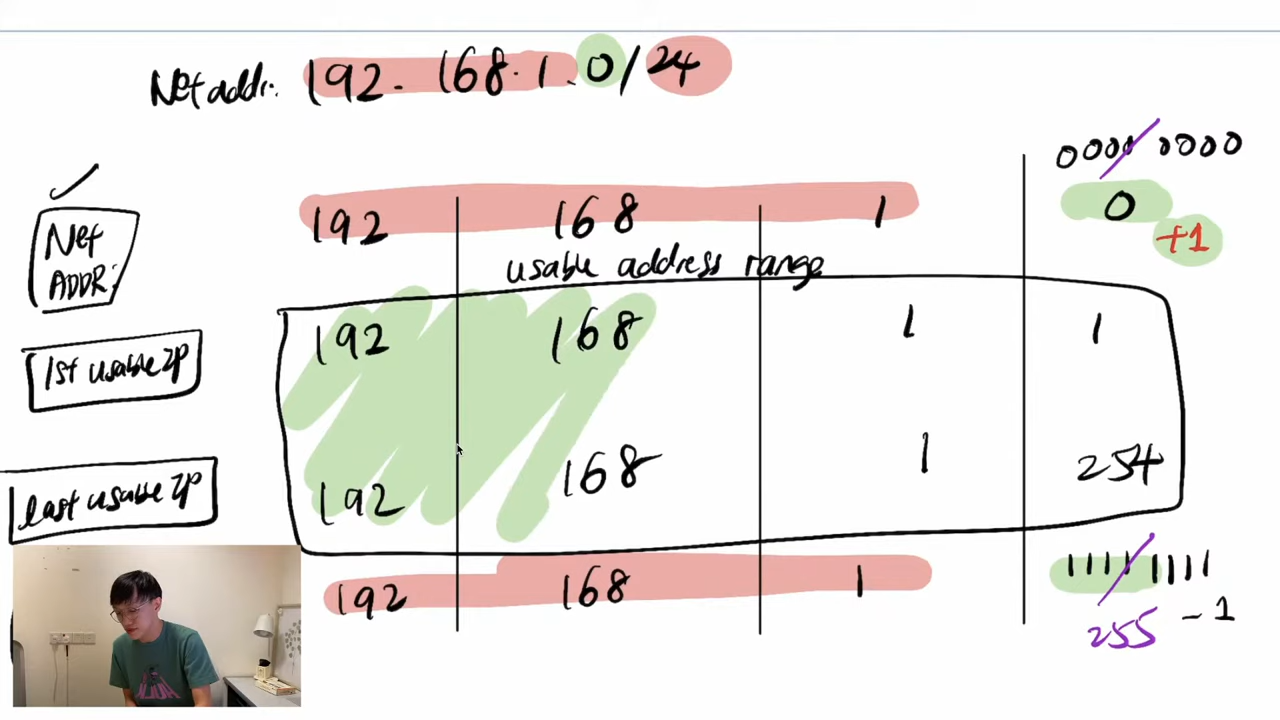 Net addr: 192.168.1.0/24
0000 0000
Net
ADDR:
192 168 1 0
+1
usable address range
1st usable IP
192 168 1 1
last usable IP
192 168 1 254
192 168 1 1111 1111
255 -1